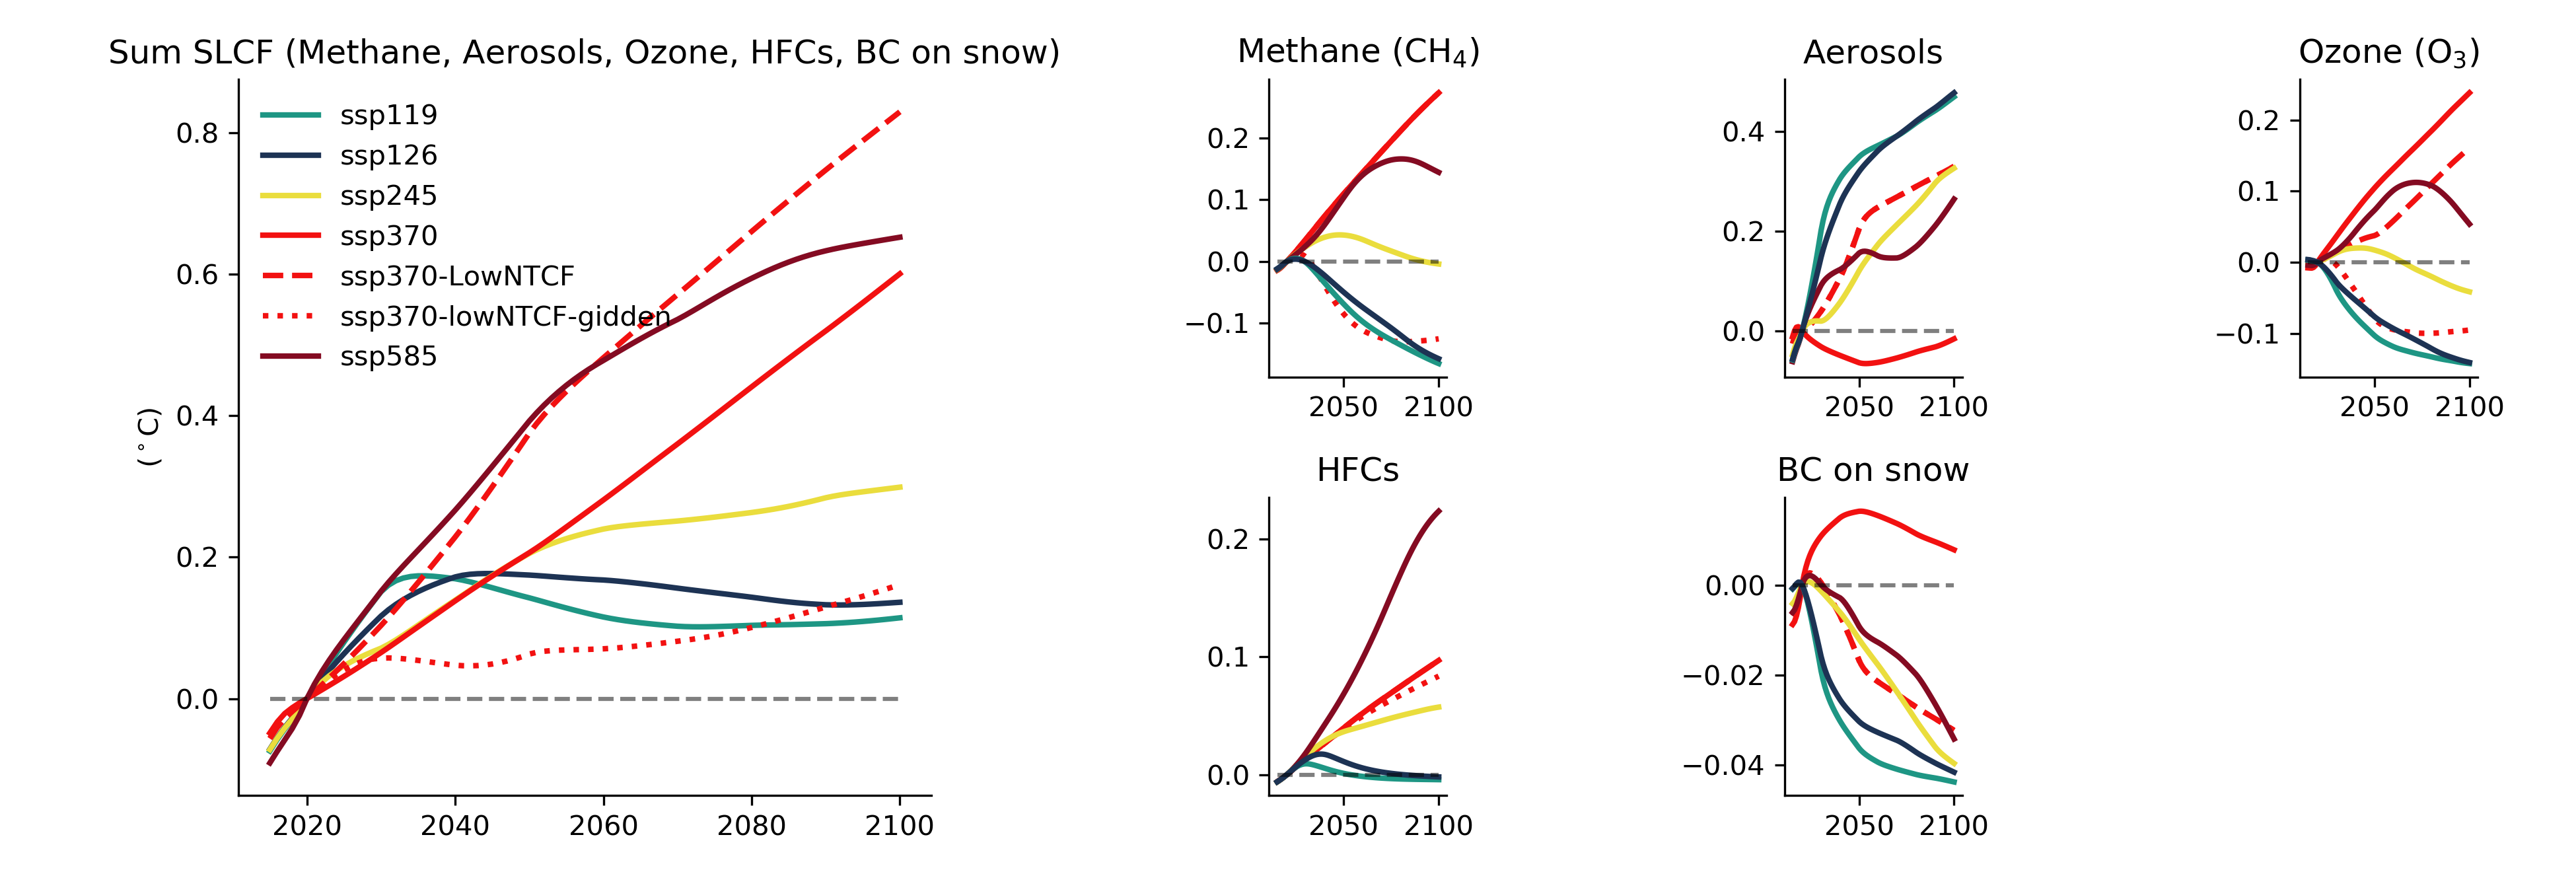 Sum SLCF (Methane, Aerosols, Ozone, HFCs, BC on snow)
ssp119
ssp126
ssp245
ssp370
ssp370-LowNTCF
ssp370-lowNTCF-gidden
ssp585
(°C)
0.8
0.6
0.4
0.2
0.0
2020 2040 2060 2080 2100
Methane (CH₄)
0.2
0.1
0.0
−0.1
2050 2100
Aerosols
0.4
0.2
0.0
2050 2100
Ozone (O₃)
0.2
0.1
0.0
−0.1
2050 2100
HFCs
0.2
0.1
0.0
2050 2100
BC on snow
0.00
−0.02
−0.04
2050 2100